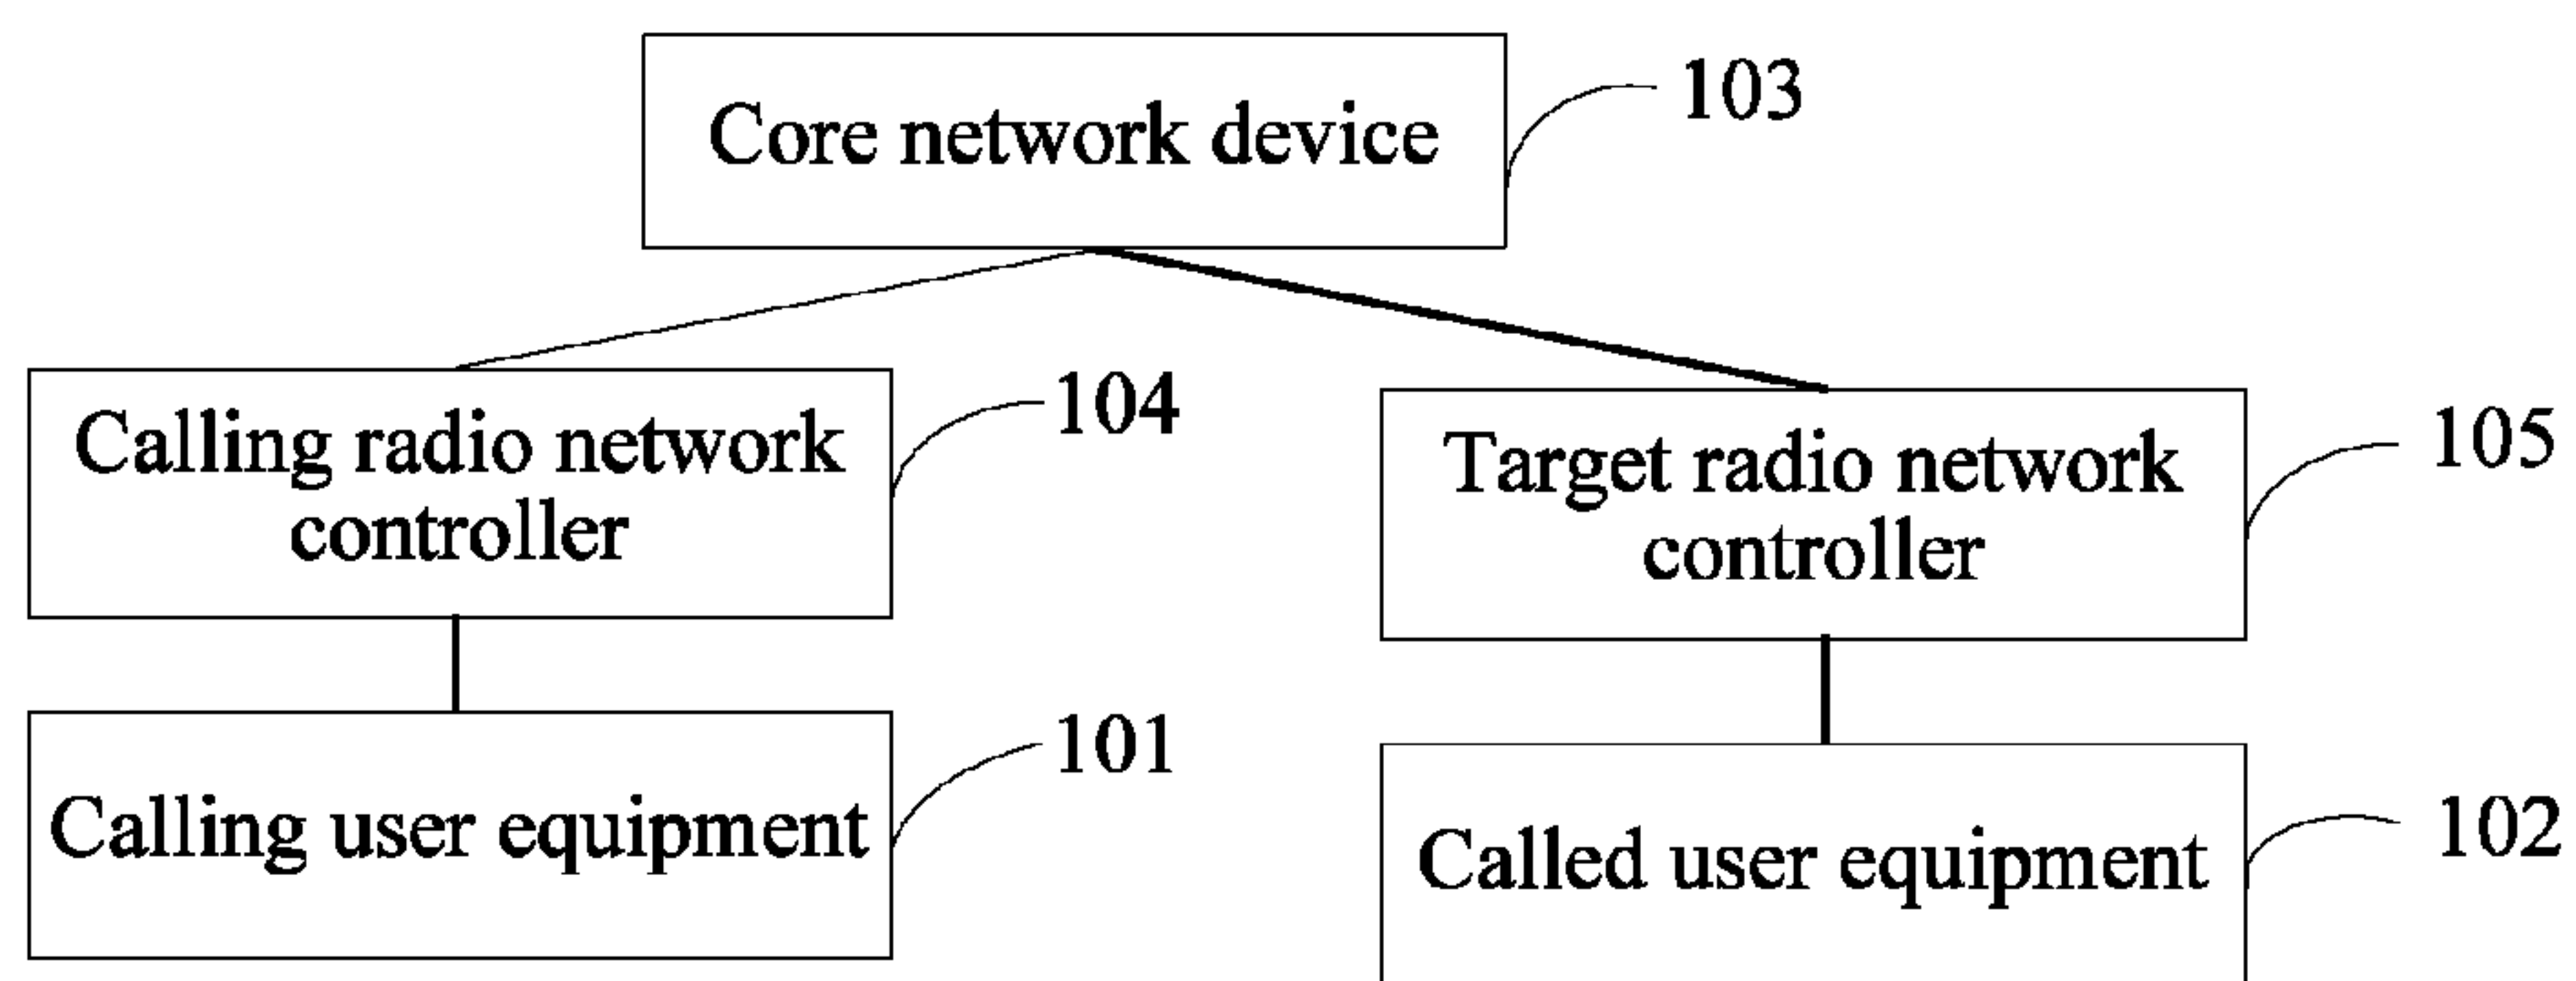 Core network device
103
Calling radio network
controller
104
Target radio network
controller
105
Calling user equipment
101
Called user equipment
102